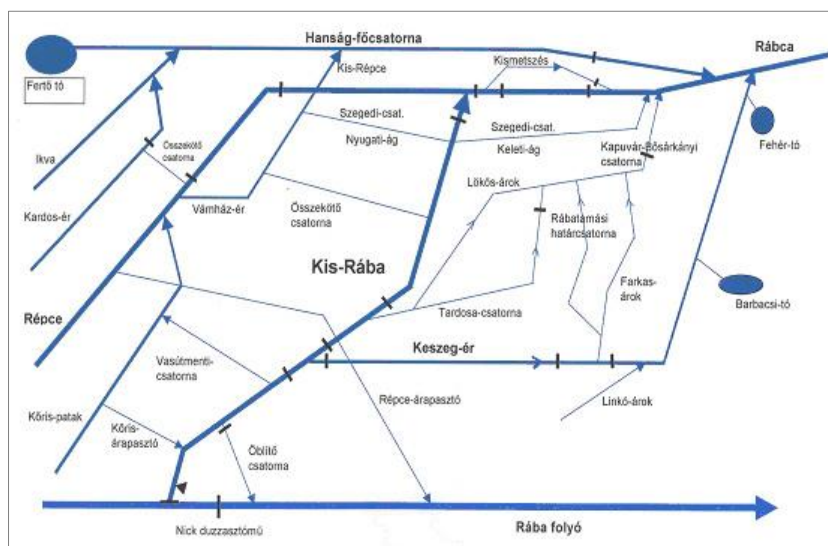 Hanság-főcsatorna
Rábca
Fertő tó
Kis-Répce
Kismetszés
Szegedi-csat.
Nyugati-ág
Szegedi-csat.
Keleti-ág
Kapuvár-Bősárkányi
csatorna
Fehér-tó
Ikva
Összekötő
csatorna
Kardos-ér
Vámház-ér
Összekötő
csatorna
Lökös-árok
Rábatamási
határcsatorna
Kis-Rába
Farkas-
árok
Barbacsi-tó
Répce
Tardosa-csatorna
Keszeg-ér
Vasútmenti-
csatorna
Répce-árapasztó
Linkó-árok
Kőris-patak
Kőris-
árapasztó
Öblítő
csatorna
Nick duzzasztómű
Rába folyó